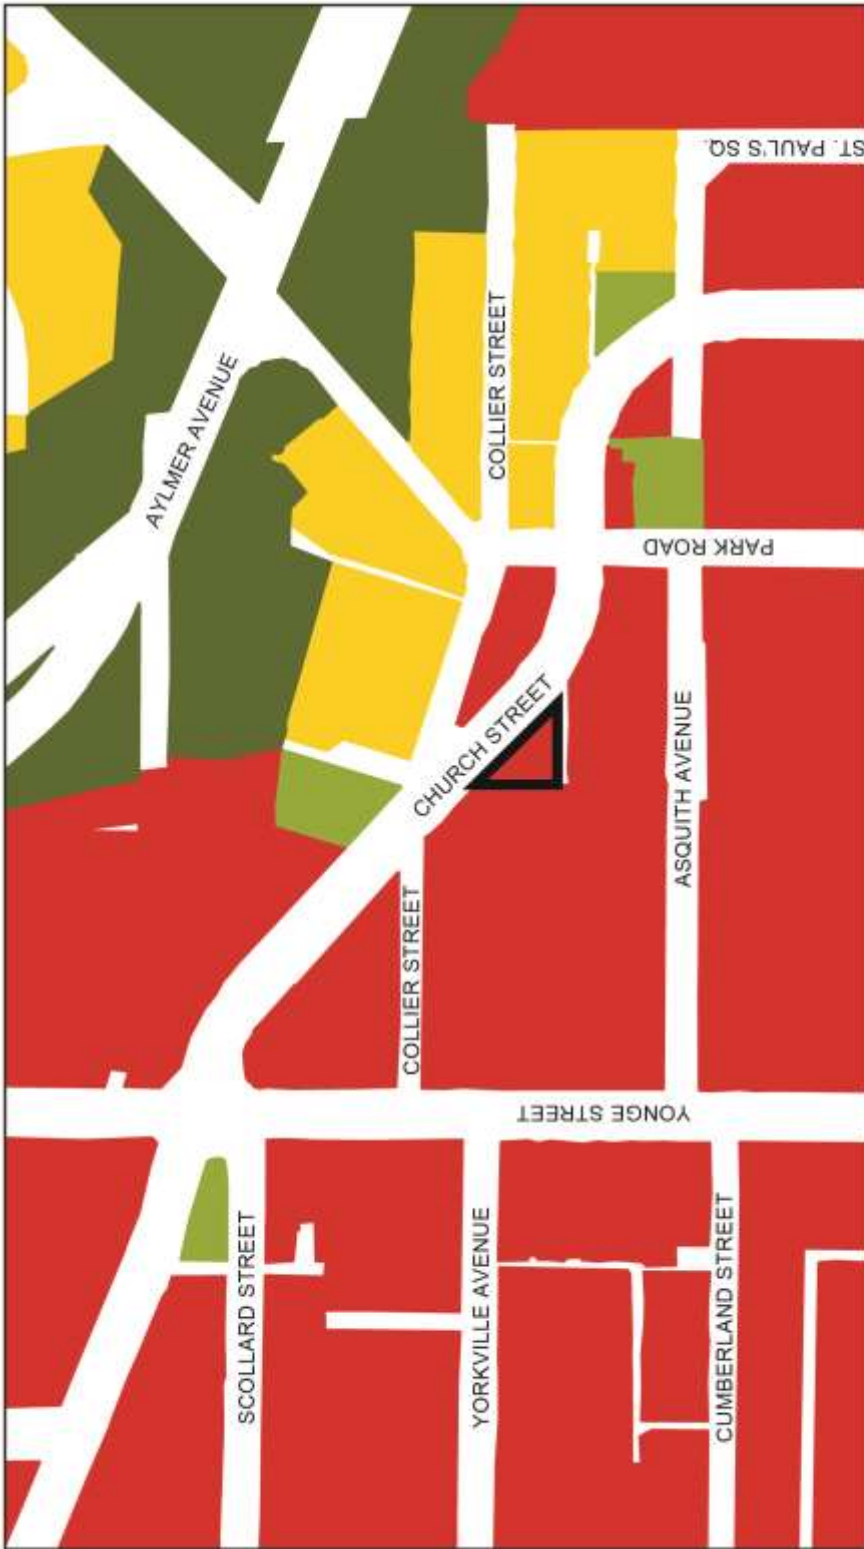 ST. PAUL'S SQ.
COLLIER STREET
AYLMER AVENUE
PARK ROAD
CHURCH STREET
ASQUITH AVENUE
COLLIER STREET
YONGE STREET
SCOLLARD STREET
YORKVILLE AVENUE
CUMBERLAND STREET